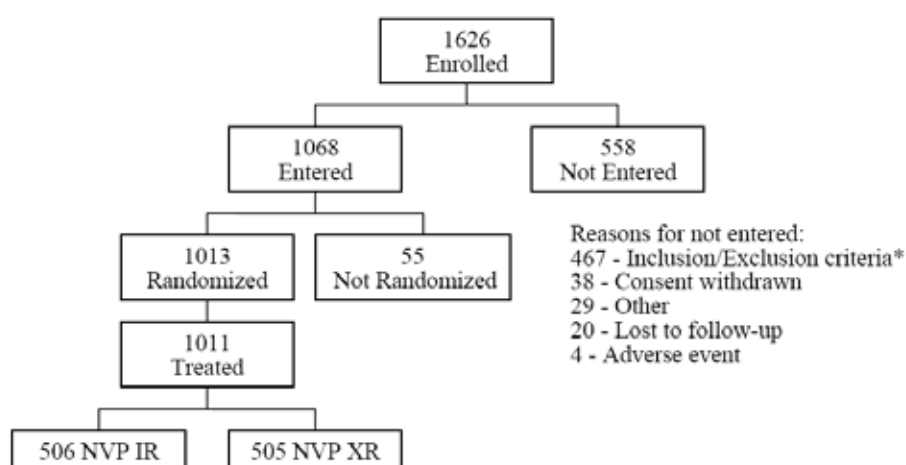 1626
Enrolled
1068
Entered
558
Not Entered
1013
Randomized
55
Not Randomized
Reasons for not entered:
467 - Inclusion/Exclusion criteria*
38 - Consent withdrawn
29 - Other
20 - Lost to follow-up
4 - Adverse event
1011
Treated
506 NVP IR
505 NVP XR